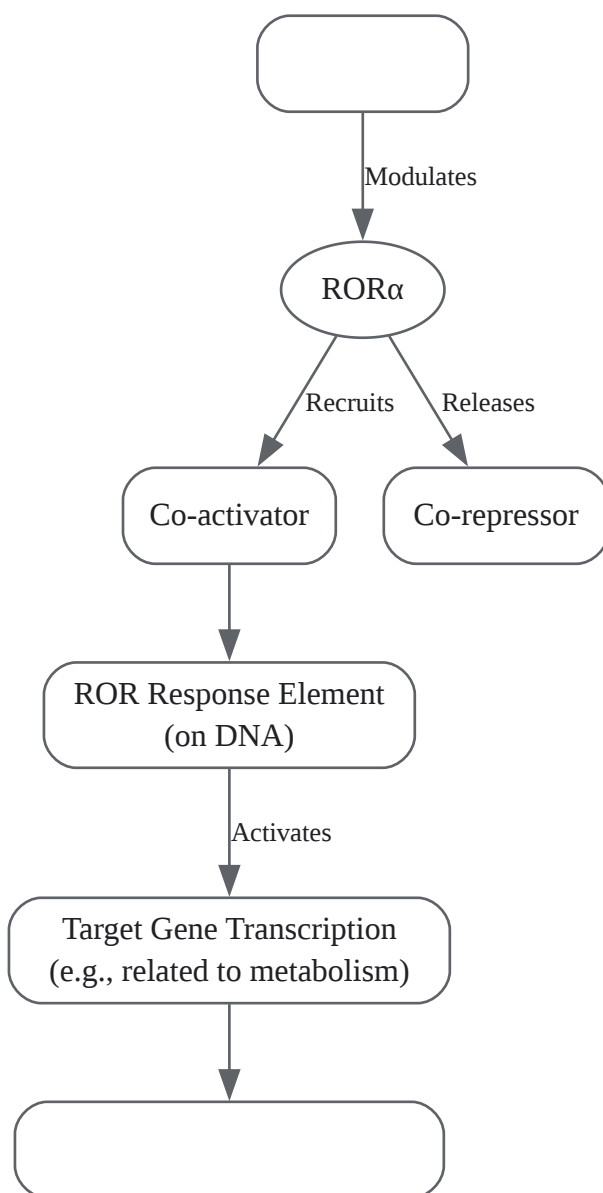 Modulates
RORα
Recruits
Releases
Co-activator
Co-repressor
ROR Response Element
(on DNA)
Activates
Target Gene Transcription
(e.g., related to metabolism)